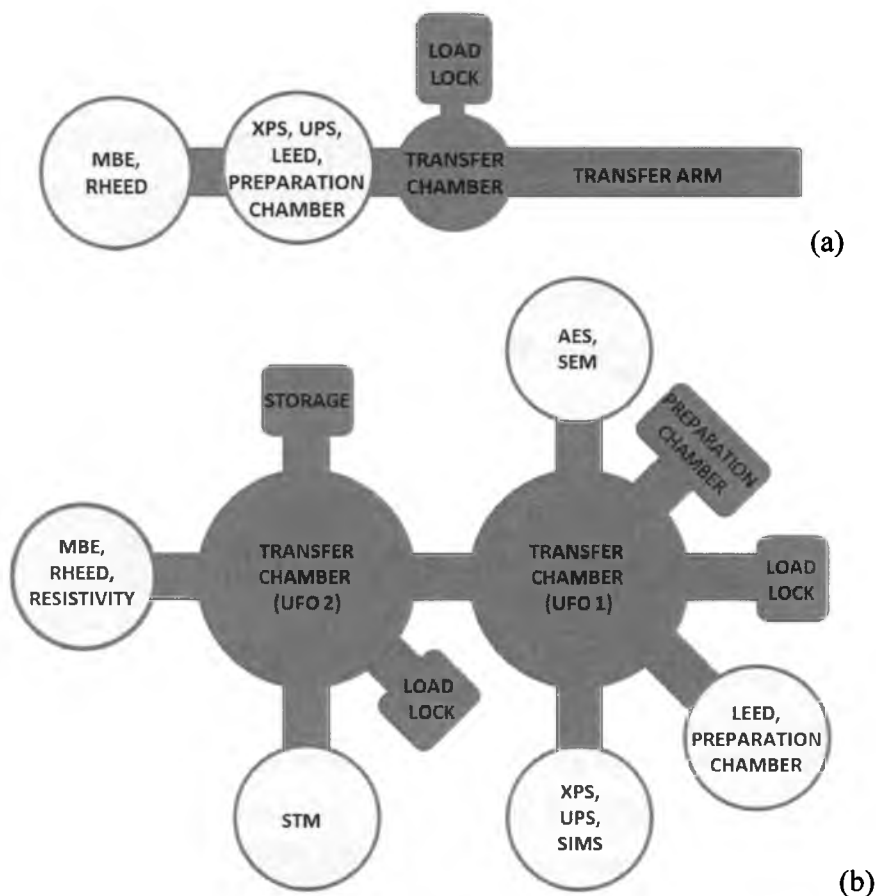 LOAD
LOCK
MBE,
RHEED
XPS, UPS,
LEED,
PREPARATION
CHAMBER
TRANSFER
CHAMBER
TRANSFER ARM
(a)
AES,
SEM
STORAGE
PREPARATION
CHAMBER
MBE,
RHEED,
RESISTIVITY
TRANSFER
CHAMBER
(UFO 2)
TRANSFER
CHAMBER
(UFO 1)
LOAD
LOCK
LOAD
LOCK
LEED,
PREPARATION
CHAMBER
STM
XPS,
UPS,
SIMS
(b)